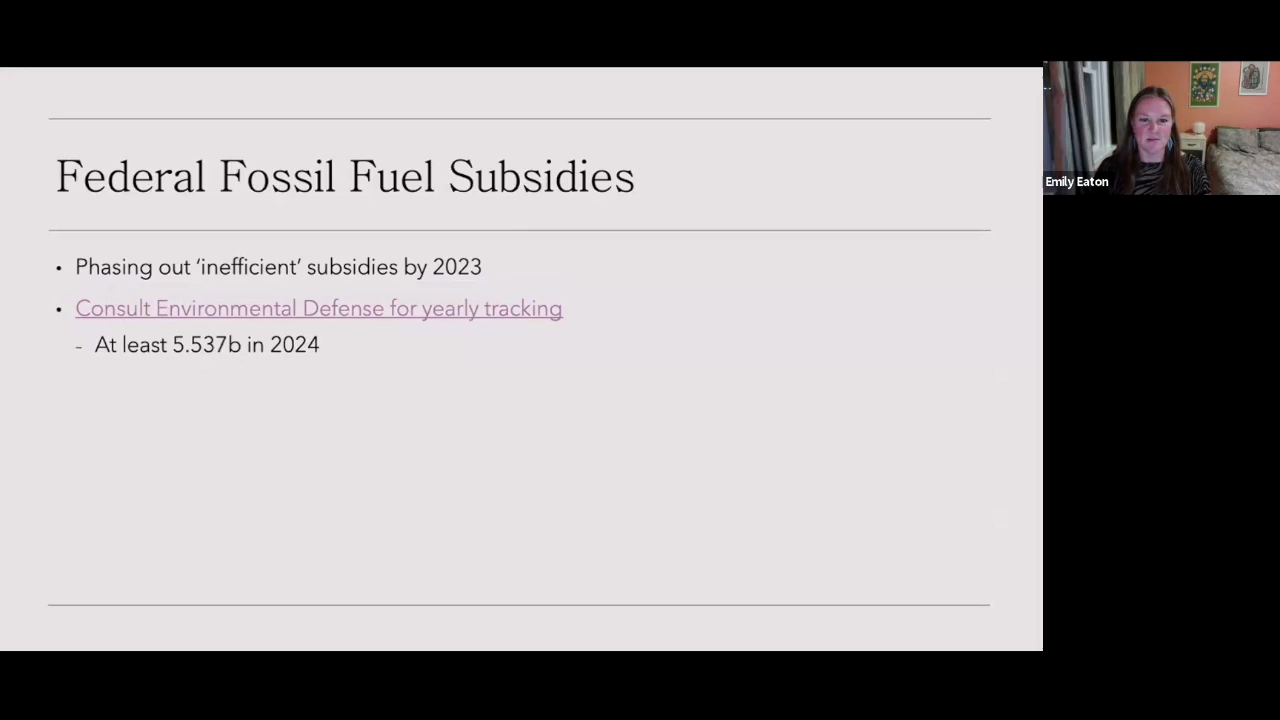 Federal Fossil Fuel Subsidies
• Phasing out ‘inefficient’ subsidies by 2023
• Consult Environmental Defense for yearly tracking
- At least 5.537b in 2024
Emily Eaton